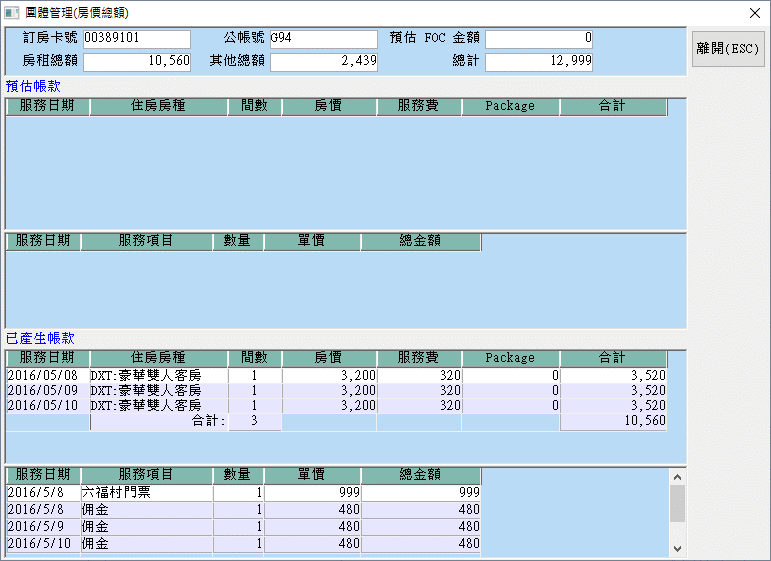 團體管理(房價總額)
訂房卡號 00389101 公帳號 G94 預估 FOC 金額 0 離開(ESC)
房租總額 10,560 其他總額 2,439 總計 12,999
預估帳款
服務日期 住房房種 間數 房價 服務費 Package 合計
服務日期 服務項目 數量 單價 總金額
已產生帳款
服務日期 住房房種 間數 房價 服務費 Package 合計
2016/05/08 DXT:豪華雙人客房 1 3,200 320 0 3,520
2016/05/09 DXT:豪華雙人客房 1 3,200 320 0 3,520
2016/05/10 DXT:豪華雙人客房 1 3,200 320 0 3,520
合計: 3 10,560
服務日期 服務項目 數量 單價 總金額
2016/5/8 六福村門票 1 999 999
2016/5/8 佣金 1 480 480
2016/5/9 佣金 1 480 480
2016/5/10 佣金 1 480 480